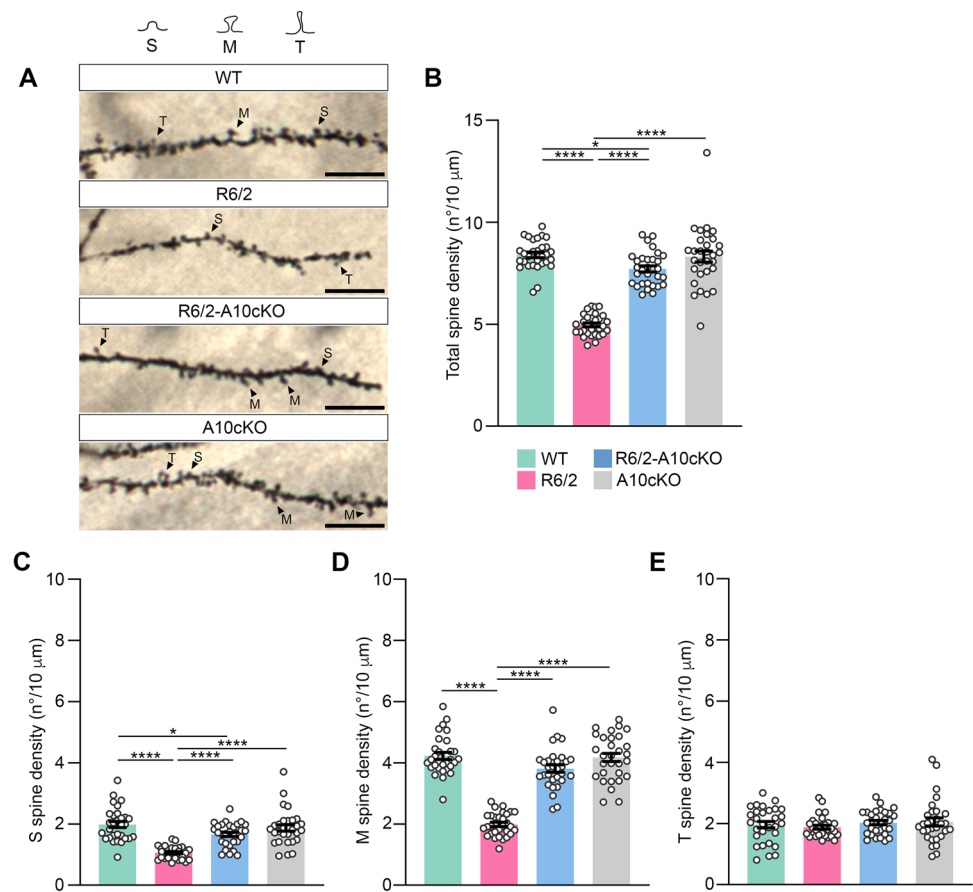 S M T
A
WT
T M S
R6/2
S
T
R6/2-A10cKO
T S
M M
A10cKO
T S
M M
B
Total spine density (n°/10 μm)
15
10
5
0
****
*
**** ****
WT R6/2-A10cKO
R6/2 A10cKO
C
S spine density (n°/10 μm)
10
8
6
4
2
0
*
****
**** ****
D
M spine density (n°/10 μm)
10
8
6
4
2
0
****
****
****
E
T spine density (n°/10 μm)
10
8
6
4
2
0